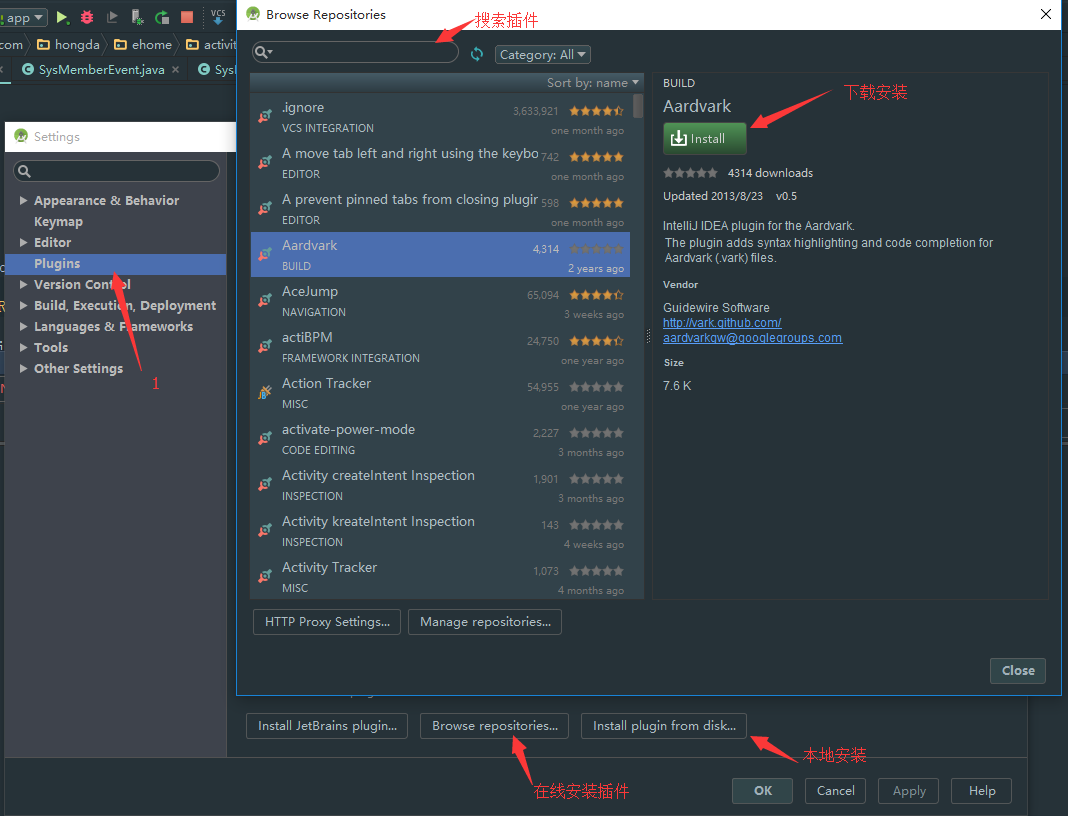 app
VCS
com
hongda
ehome
activit
SysMemberEvent.java
Sysl
Settings
Appearance & Behavior
Keymap
Editor
Plugins
Version Control
Build, Execution, Deployment
Languages & Frameworks
Tools
Other Settings
1
Browse Repositories
搜索插件
Category: All
Sort by: name
.ignore
3,633,921
VCS INTEGRATION
one month ago
A move tab left and right using the keybo
742
EDITOR
one month ago
A prevent pinned tabs from closing plugir
598
EDITOR
one month ago
Aardvark
4,314
BUILD
2 years ago
AceJump
65,094
NAVIGATION
3 weeks ago
actiBPM
24,750
FRAMEWORK INTEGRATION
one year ago
Action Tracker
54,955
MISC
one year ago
activate-power-mode
2,227
CODE EDITING
3 months ago
Activity createIntent Inspection
1,901
INSPECTION
3 months ago
Activity kreateIntent Inspection
143
INSPECTION
4 weeks ago
Activity Tracker
1,073
MISC
4 months ago
BUILD
Aardvark
下载安装
Install
4314 downloads
Updated 2013/8/23 v0.5
IntelliJ IDEA plugin for the Aardvark.
The plugin adds syntax highlighting and code completion for
Aardvark (.vark) files.
Vendor
Guidewire Software
http://vark.github.com/
aardvarkgw@googlegroups.com
Size
7.6 K
HTTP Proxy Settings...
Manage repositories...
Close
Install JetBrains plugin...
Browse repositories...
Install plugin from disk...
本地安装
在线安装插件
OK
Cancel
Apply
Help